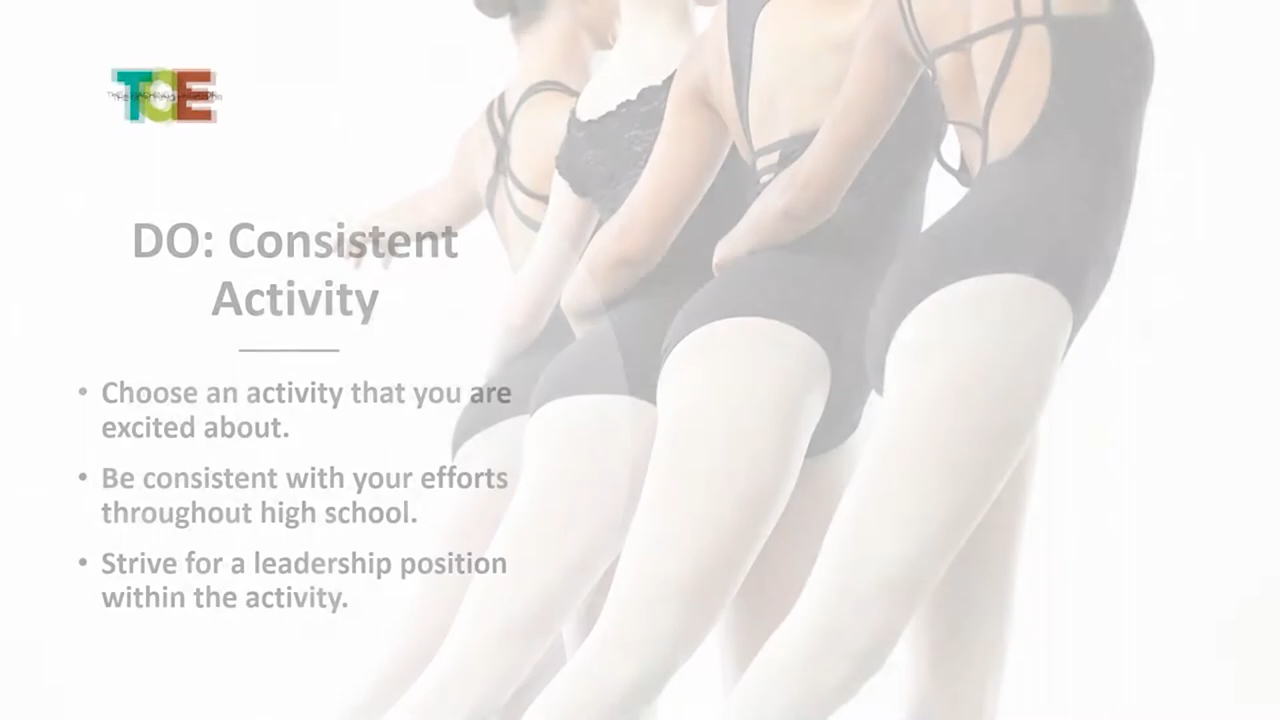 TOE
DO: Consistent
Activity
• Choose an activity that you are
excited about.
• Be consistent with your efforts
throughout high school.
• Strive for a leadership position
within the activity.